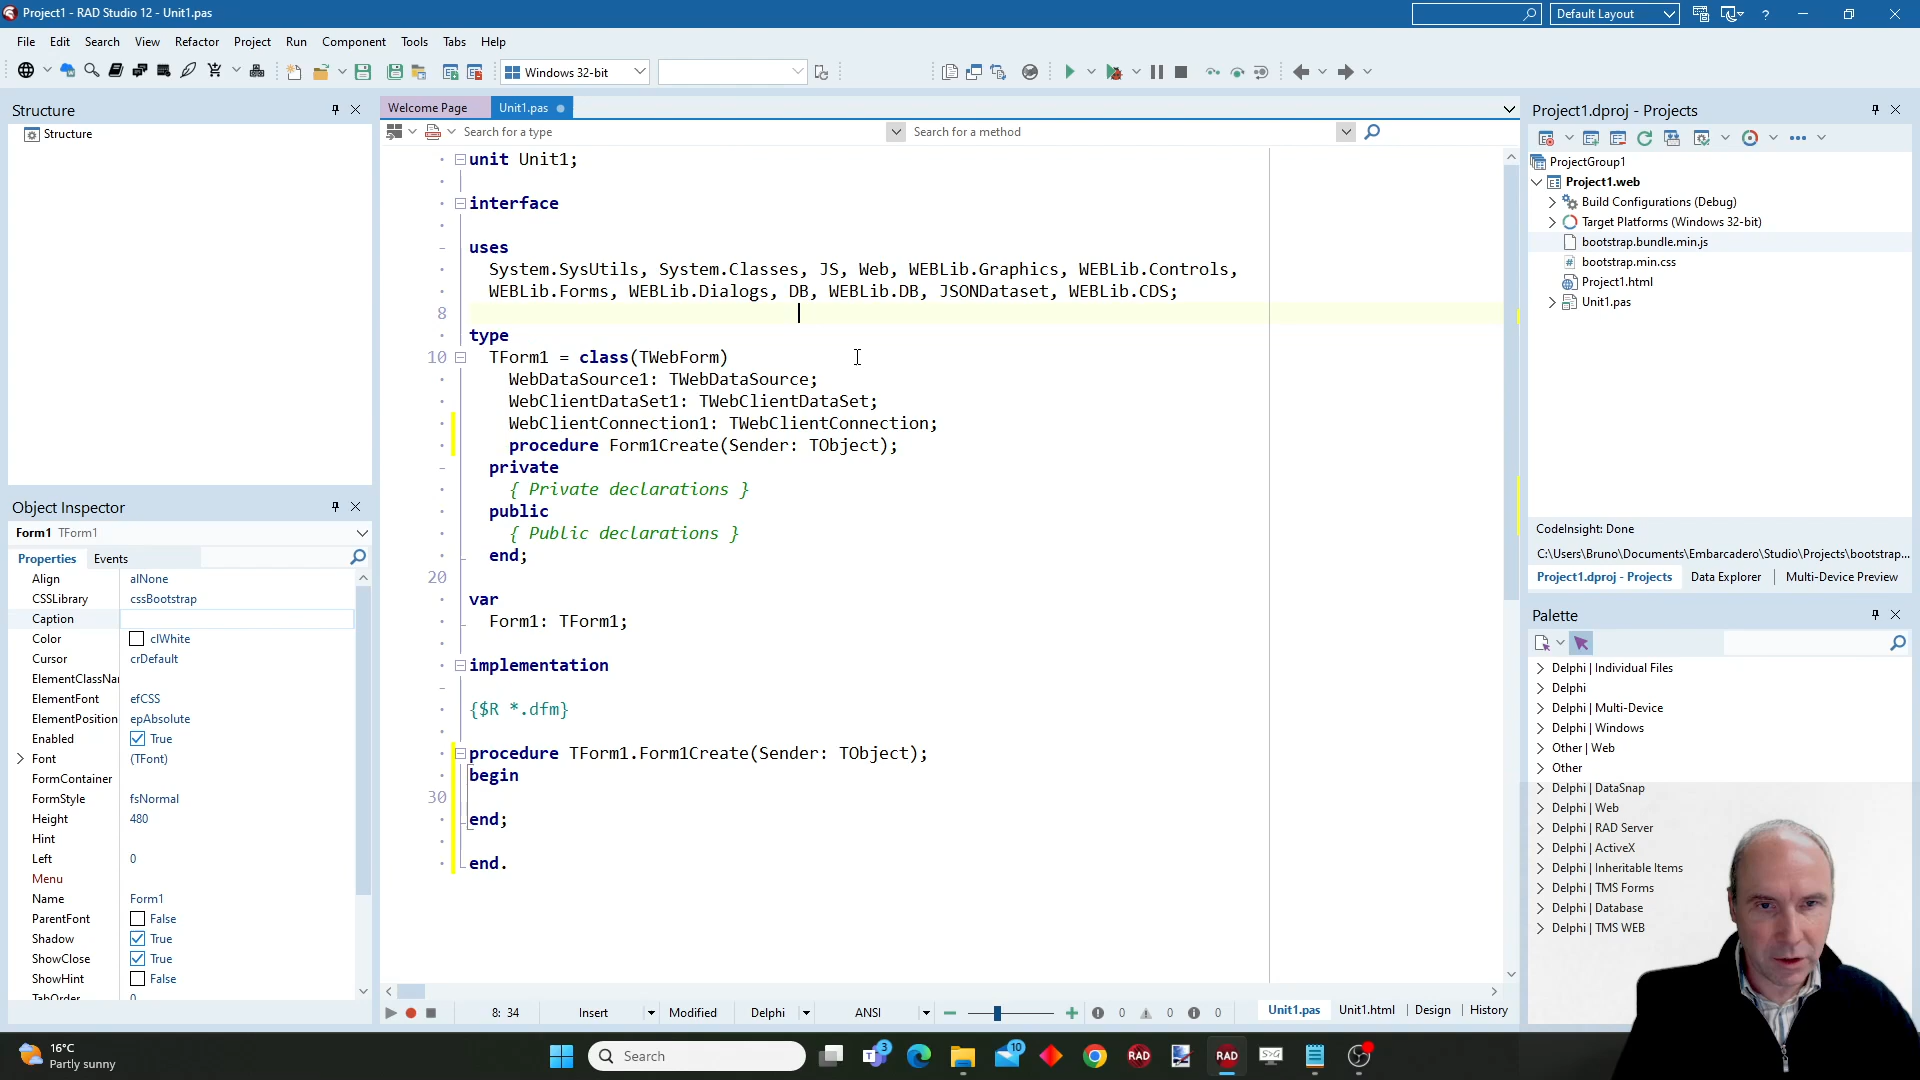 Project1 - RAD Studio 12 - Unit1.pas
Default Layout
?
File Edit Search View Refactor Project Run Component Tools Tabs Help
Windows 32-bit
Structure
Structure
Welcome Page
Unit1.pas
Search for a type
Search for a method
unit Unit1;
interface
uses
System.SysUtils, System.Classes, JS, Web, WEBLib.Graphics, WEBLib.Controls,
WEBLib.Forms, WEBLib.Dialogs, DB, WEBLib.DB, JSONDataset, WEBLib.CDS;
8
type
10 TForm1 = class(TWebForm)
WebDataSource1: TWebDataSource;
WebClientDataSet1: TWebClientDataSet;
WebClientConnection1: TWebClientConnection;
procedure Form1Create(Sender: TObject);
private
{ Private declarations }
public
{ Public declarations }
end;
20
var
Form1: TForm1;
implementation
{$R *.dfm}
procedure TForm1.Form1Create(Sender: TObject);
begin
30
end;
end.
8: 34
Insert
Modified
Delphi
ANSI
0 0 0
Unit1.pas Unit1.html Design History
Object Inspector
Form1 TForm1
Properties Events
Align alNone
CSSLibrary cssBootstrap
Caption
Color clWhite
Cursor crDefault
ElementClassNa
ElementFont efCSS
ElementPosition epAbsolute
Enabled True
Font (TFont)
FormContainer
FormStyle fsNormal
Height 480
Hint
Left 0
Menu
Name Form1
ParentFont False
Shadow True
ShowClose True
ShowHint False
TabOrder 0
Project1.dproj - Projects
ProjectGroup1
Project1.web
Build Configurations (Debug)
Target Platforms (Windows 32-bit)
bootstrap.bundle.min.js
bootstrap.min.css
Project1.html
Unit1.pas
CodeInsight: Done
C:\Users\Bruno\Documents\Embarcadero\Studio\Projects\bootstrap...
Project1.dproj - Projects Data Explorer Multi-Device Preview
Palette
Delphi | Individual Files
Delphi
Delphi | Multi-Device
Delphi | Windows
Other | Web
Other
Delphi | DataSnap
Delphi | Web
Delphi | RAD Server
Delphi | ActiveX
Delphi | Inheritable Items
Delphi | TMS Forms
Delphi | Database
Delphi | TMS WEB
16°C
Partly sunny
Search
3
10
RAD
RAD
SVG